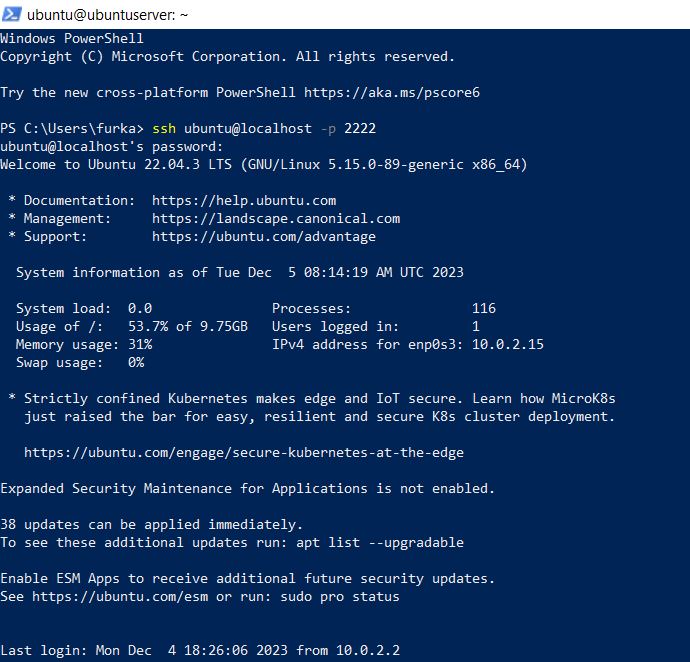 ubuntu@ubuntuserver: ~
Windows PowerShell
Copyright (C) Microsoft Corporation. All rights reserved.
Try the new cross-platform PowerShell https://aka.ms/pscore6
PS C:\Users\furka> ssh ubuntu@localhost -p 2222
ubuntu@localhost's password:
Welcome to Ubuntu 22.04.3 LTS (GNU/Linux 5.15.0-89-generic x86_64)
* Documentation:  https://help.ubuntu.com
* Management:     https://landscape.canonical.com
* Support:        https://ubuntu.com/advantage
System information as of Tue Dec  5 08:14:19 AM UTC 2023
System load:  0.0               Processes:               116
Usage of /:   53.7% of 9.75GB   Users logged in:         1
Memory usage: 31%               IPv4 address for enp0s3: 10.0.2.15
Swap usage:   0%
* Strictly confined Kubernetes makes edge and IoT secure. Learn how MicroK8s
just raised the bar for easy, resilient and secure K8s cluster deployment.
https://ubuntu.com/engage/secure-kubernetes-at-the-edge
Expanded Security Maintenance for Applications is not enabled.
38 updates can be applied immediately.
To see these additional updates run: apt list --upgradable
Enable ESM Apps to receive additional future security updates.
See https://ubuntu.com/esm or run: sudo pro status
Last login: Mon Dec  4 18:26:06 2023 from 10.0.2.2